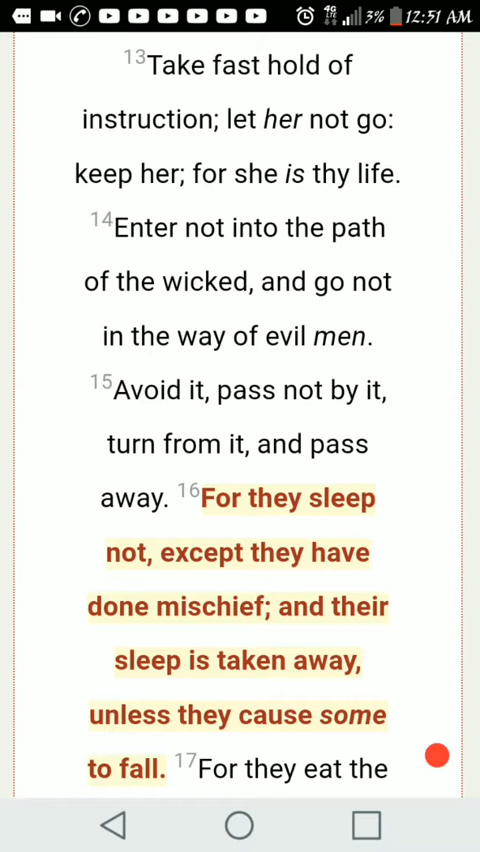 4G
LTE
3%
12:51 AM
13Take fast hold of
instruction; let her not go:
keep her; for she is thy life.
14Enter not into the path
of the wicked, and go not
in the way of evil men.
15Avoid it, pass not by it,
turn from it, and pass
away. 16For they sleep
not, except they have
done mischief; and their
sleep is taken away,
unless they cause some
to fall. 17For they eat the